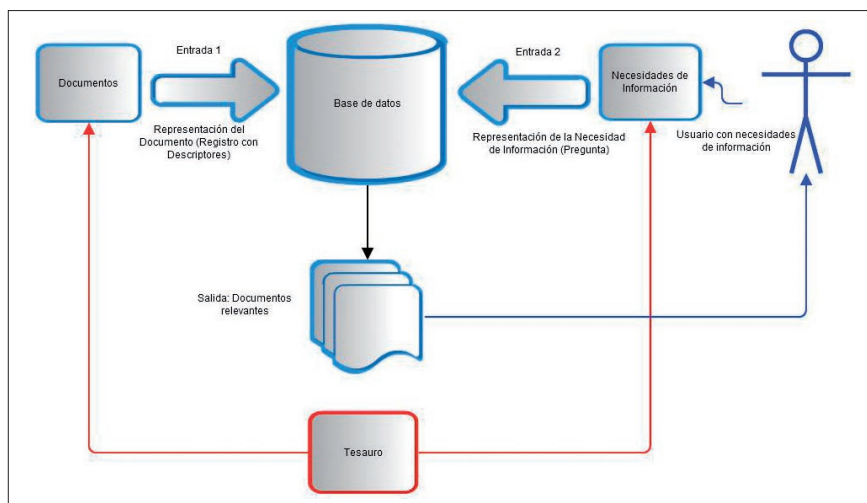 Entrada 1
Entrada 2
Documentos
Base de datos
Necesidades de
Información
Representación del
Documento (Registro con
Descriptores)
Representación de la Necesidad
de Información (Pregunta)
Usuario con necesidades
de información
Salida: Documentos
relevantes
Tesauro